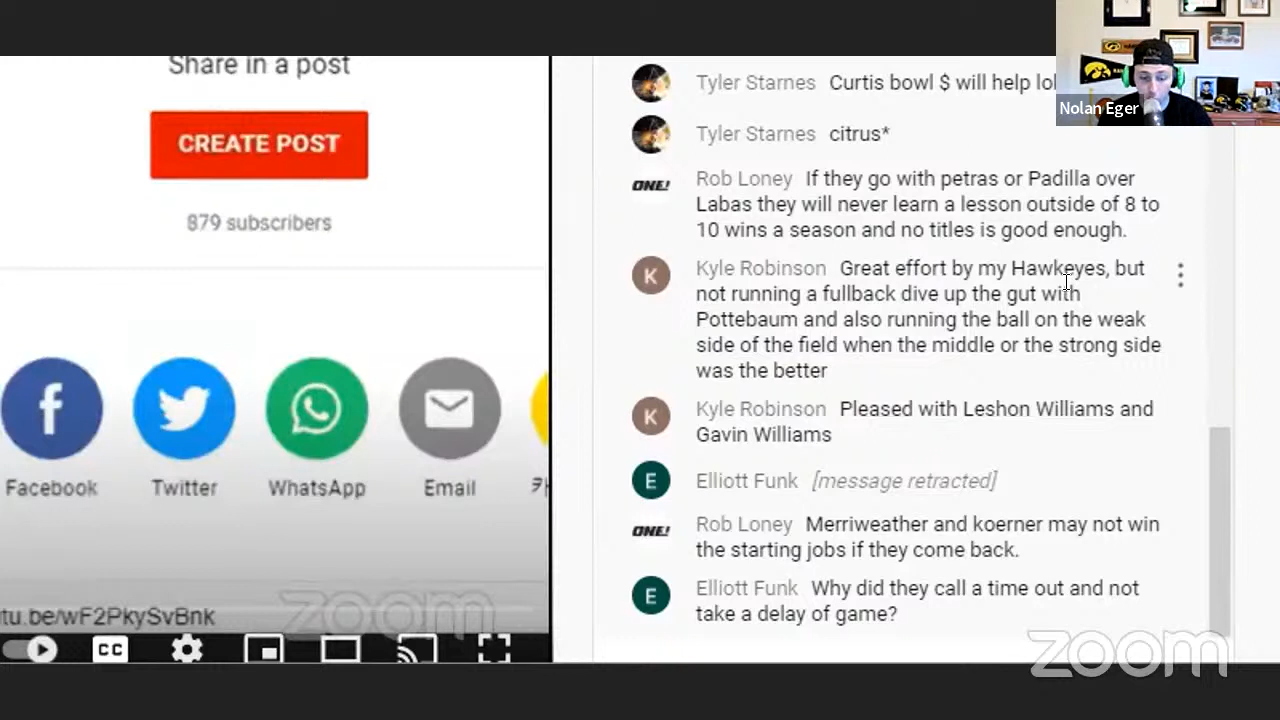 Share in a post
CREATE POST
879 subscribers
Facebook
Twitter
WhatsApp
Email
tu.be/wF2PkySvBnk
CC
zoom
Tyler Starnes Curtis bowl $ will help lol
Tyler Starnes citrus*
ONE!
Rob Loney If they go with petras or Padilla over
Labas they will never learn a lesson outside of 8 to
10 wins a season and no titles is good enough.
K
Kyle Robinson Great effort by my Hawkeyes, but
not running a fullback dive up the gut with
Pottebaum and also running the ball on the weak
side of the field when the middle or the strong side
was the better
K
Kyle Robinson Pleased with Leshon Williams and
Gavin Williams
E
Elliott Funk [message retracted]
ONE!
Rob Loney Merriweather and koerner may not win
the starting jobs if they come back.
E
Elliott Funk Why did they call a time out and not
take a delay of game?
Nolan Eger
zoom